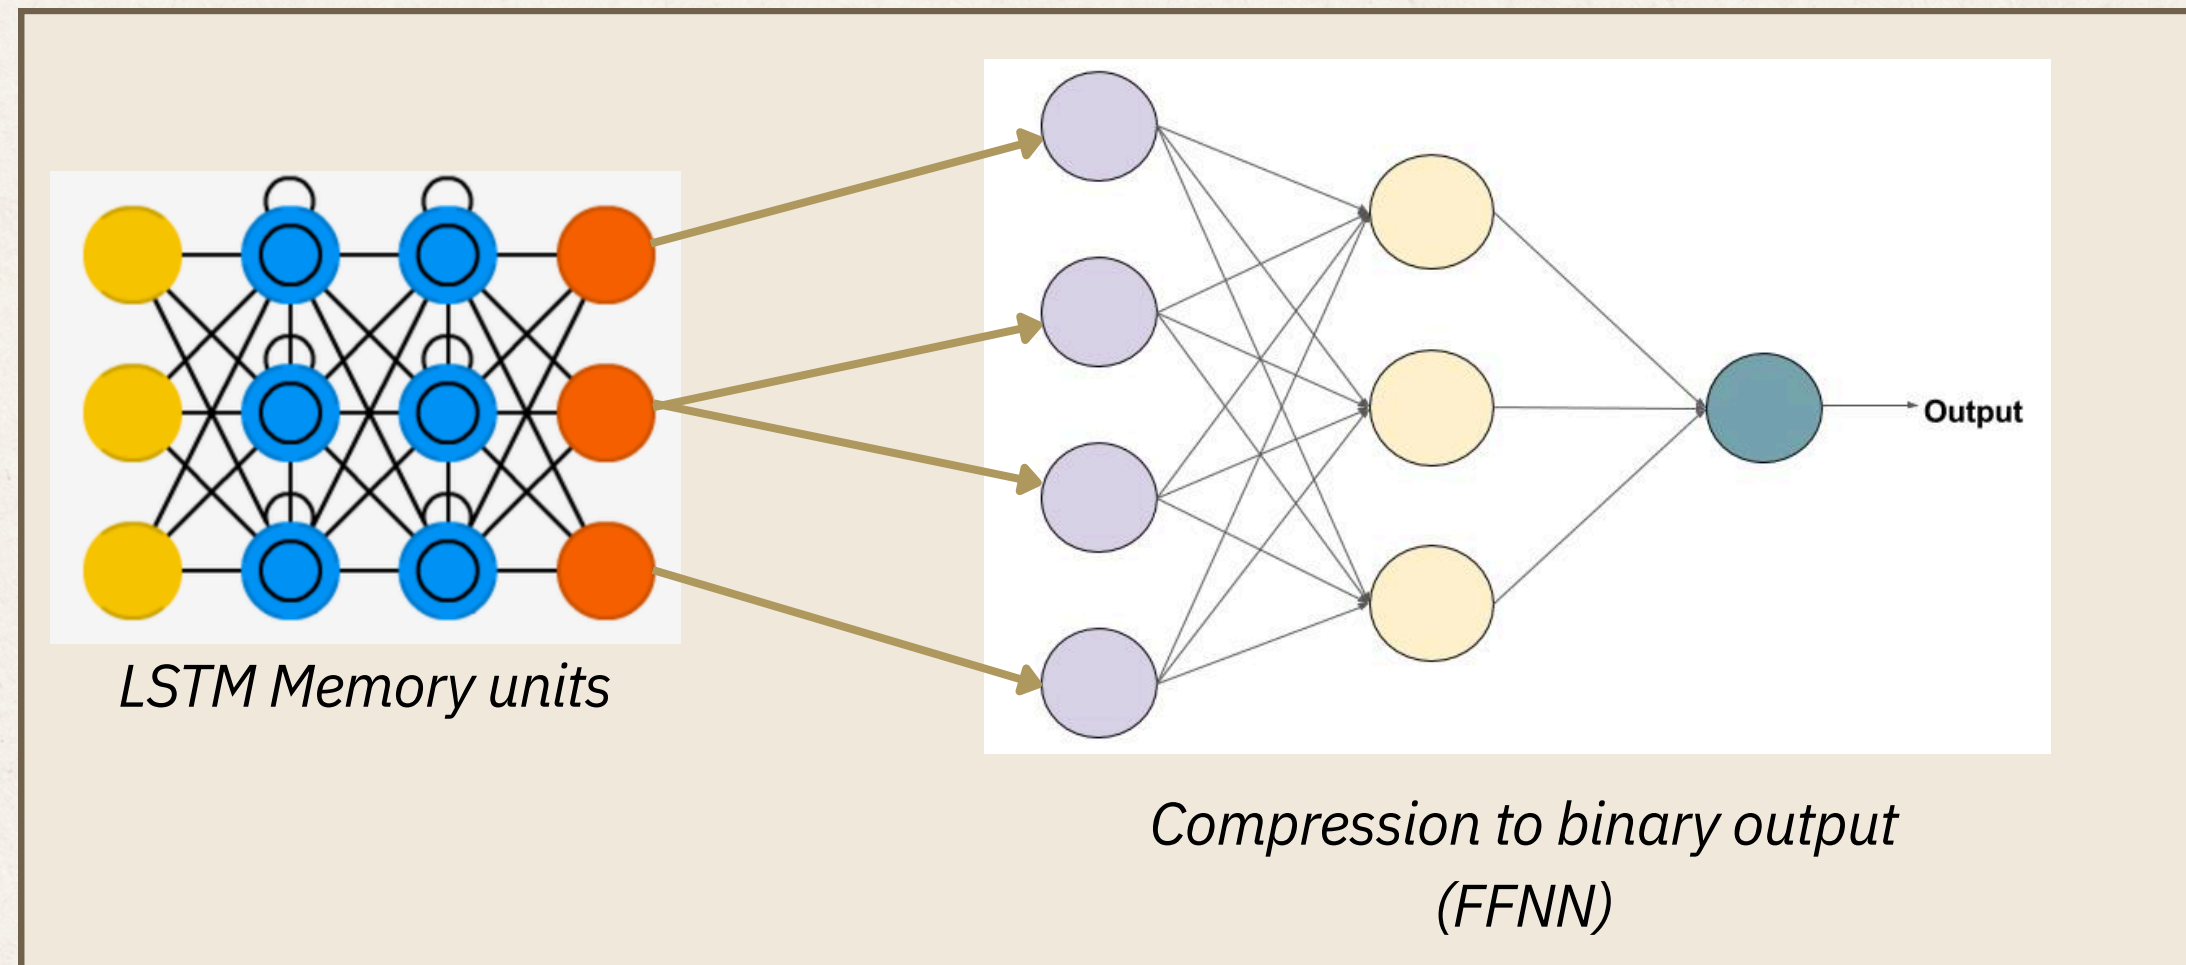 Output
LSTM Memory units
Compression to binary output
(FFNN)